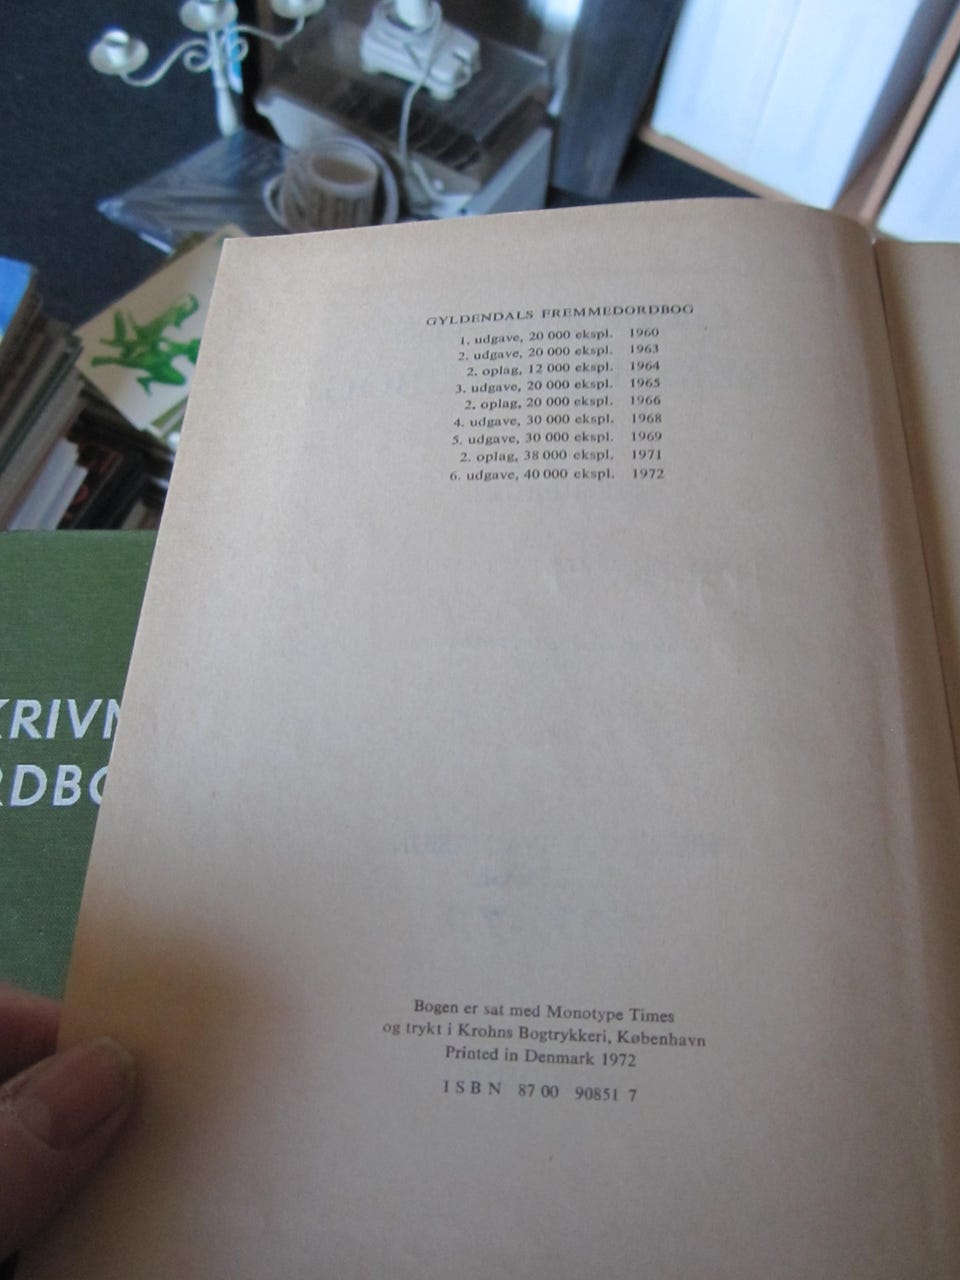 GYLDENDALS FREMMEDORDBOG
1. udgave, 20 000 ekspl. 1960
2. udgave, 20 000 ekspl. 1963
2. oplag, 12 000 ekspl. 1964
3. udgave, 20 000 ekspl. 1965
2. oplag, 20 000 ekspl. 1966
4. udgave, 30 000 ekspl. 1968
5. udgave, 30 000 ekspl. 1969
2. oplag, 38 000 ekspl. 1971
6. udgave, 40 000 ekspl. 1972
KRIVN
RDBO
Bogen er sat med Monotype Times
og trykt i Krohns Bogtrykkeri, København
Printed in Denmark 1972
ISBN 87 00 90851 7